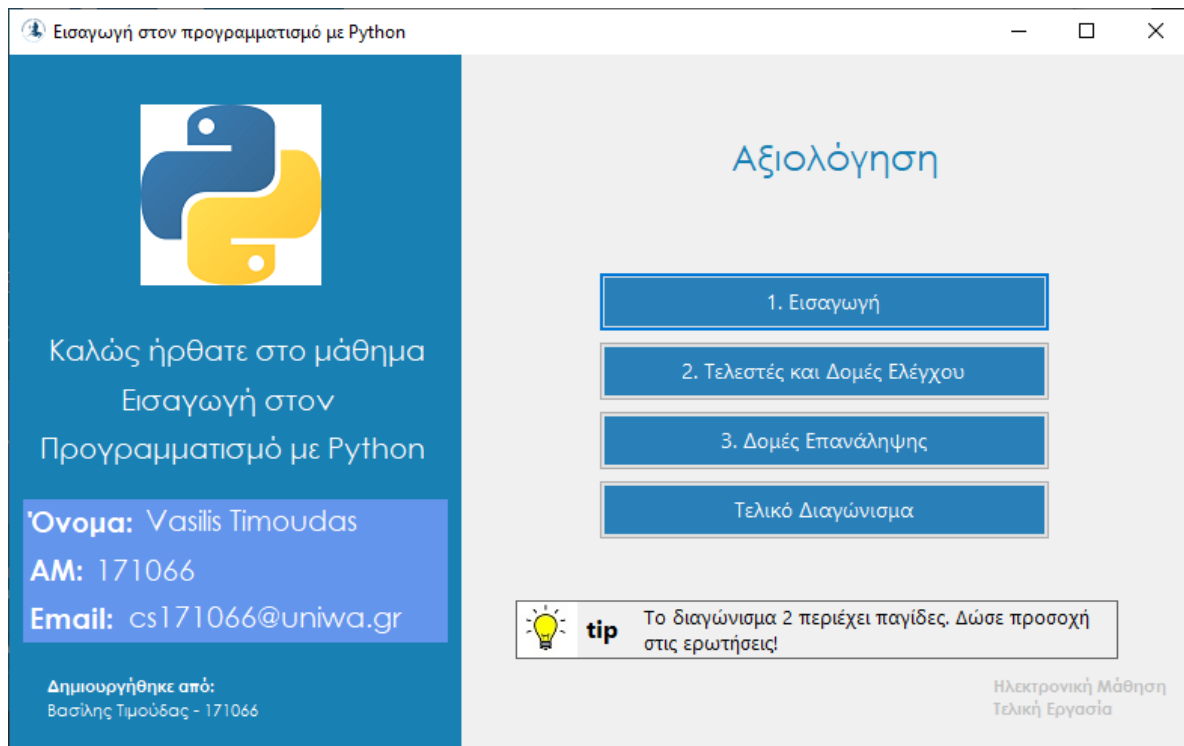 Εισαγωγή στον προγραμματισμό με Python
Καλώς ήρθατε στο μάθημα
Εισαγωγή στον
Προγραμματισμό με Python
Όνομα: Vasilis Timoudas
ΑΜ: 171066
Email: cs171066@uniwa.gr
Δημιουργήθηκε από:
Βασίλης Τιμούδας - 171066
Αξιολόγηση
1. Εισαγωγή
2. Τελεστές και Δομές Ελέγχου
3. Δομές Επανάληψης
Τελικό Διαγώνισμα
tip
Το διαγώνισμα 2 περιέχει παγίδες. Δώσε προσοχή
στις ερωτήσεις!
Ηλεκτρονική Μάθηση
Τελική Εργασία